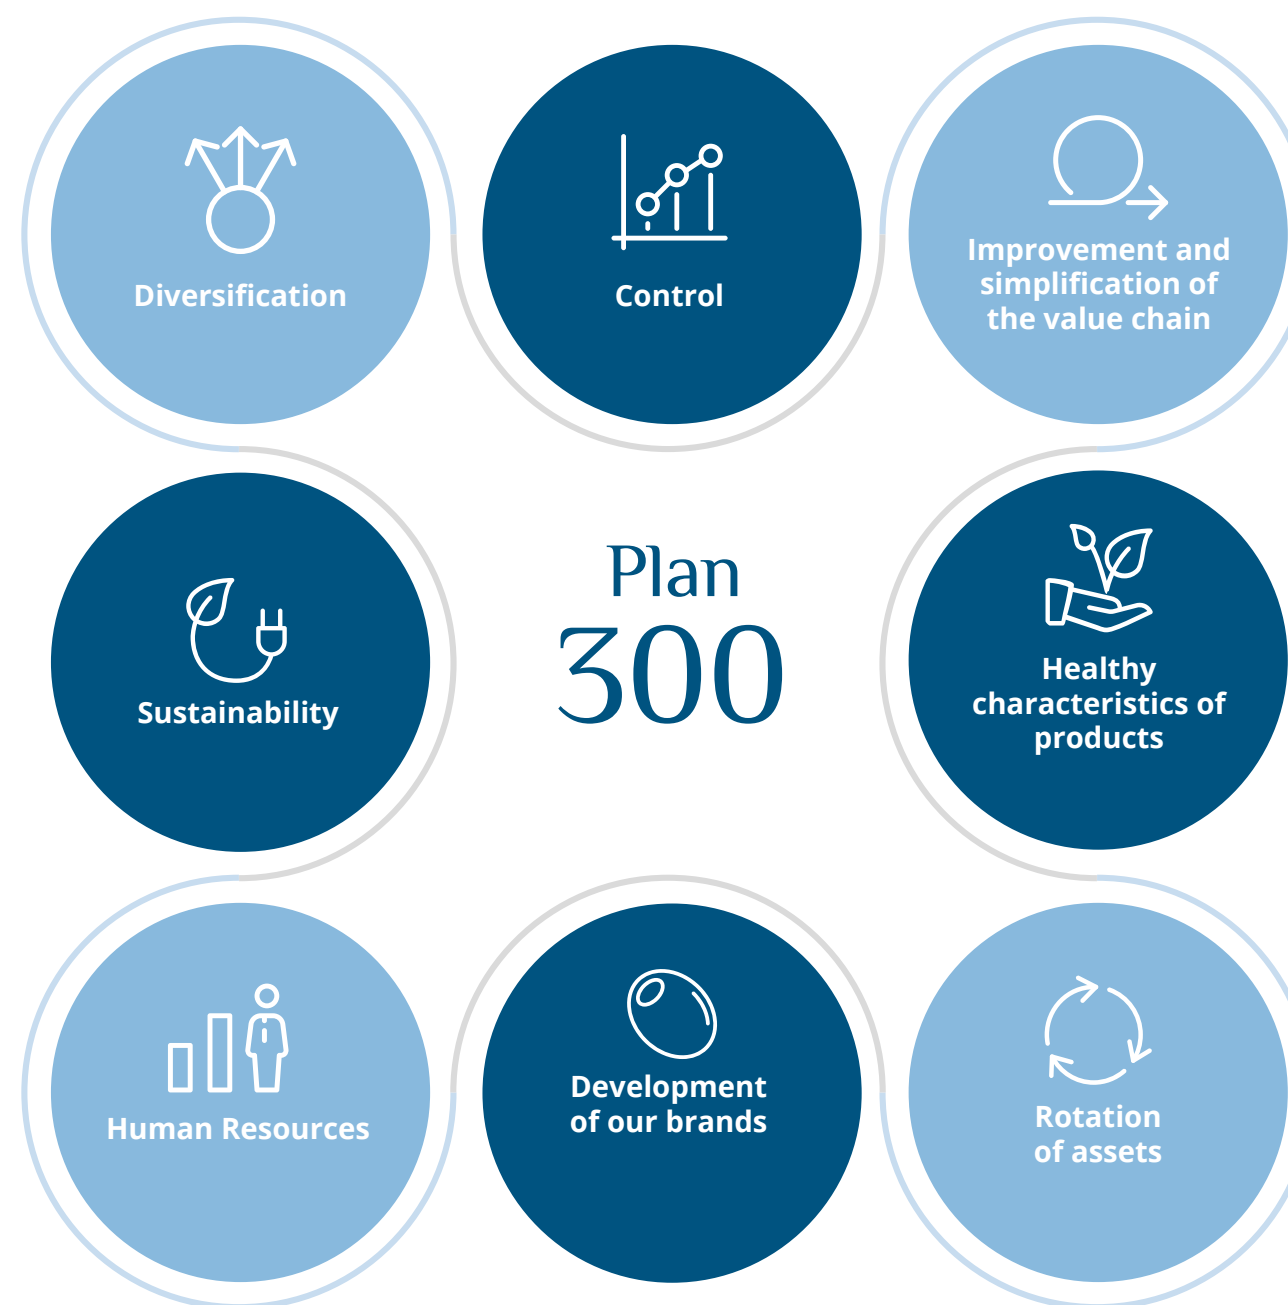 Diversification
Control
Improvement and
simplification of
the value chain
Sustainability
Plan
300
Healthy
characteristics of
products
Human Resources
Development
of our brands
Rotation
of assets